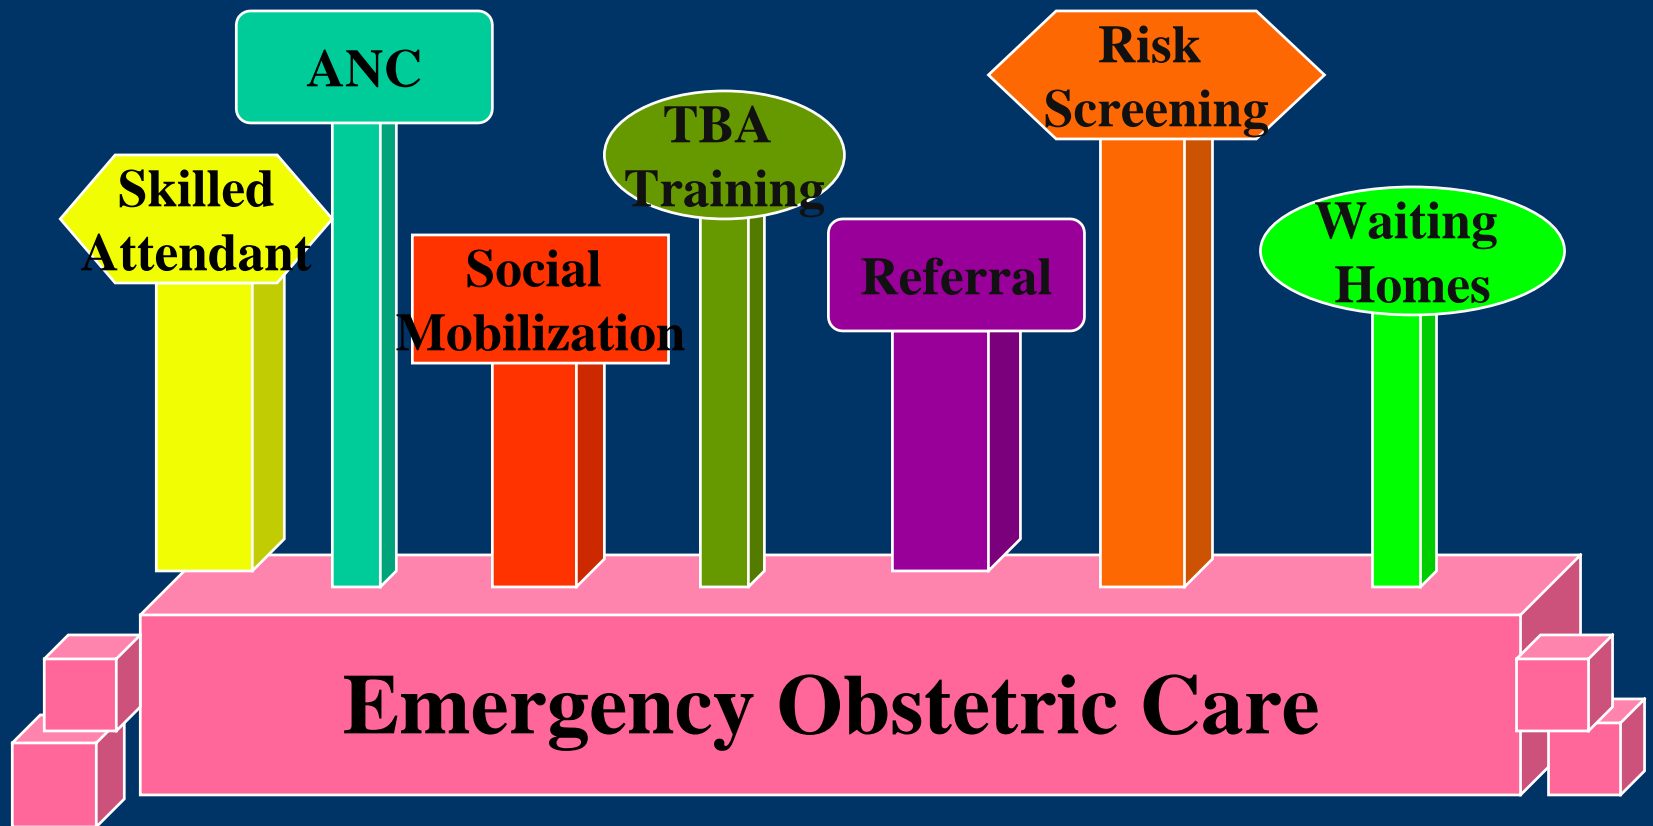 Skilled
Attendant
ANC
Social
Mobilization
TBA
Training
Referral
Risk
Screening
Waiting
Homes
Emergency Obstetric Care